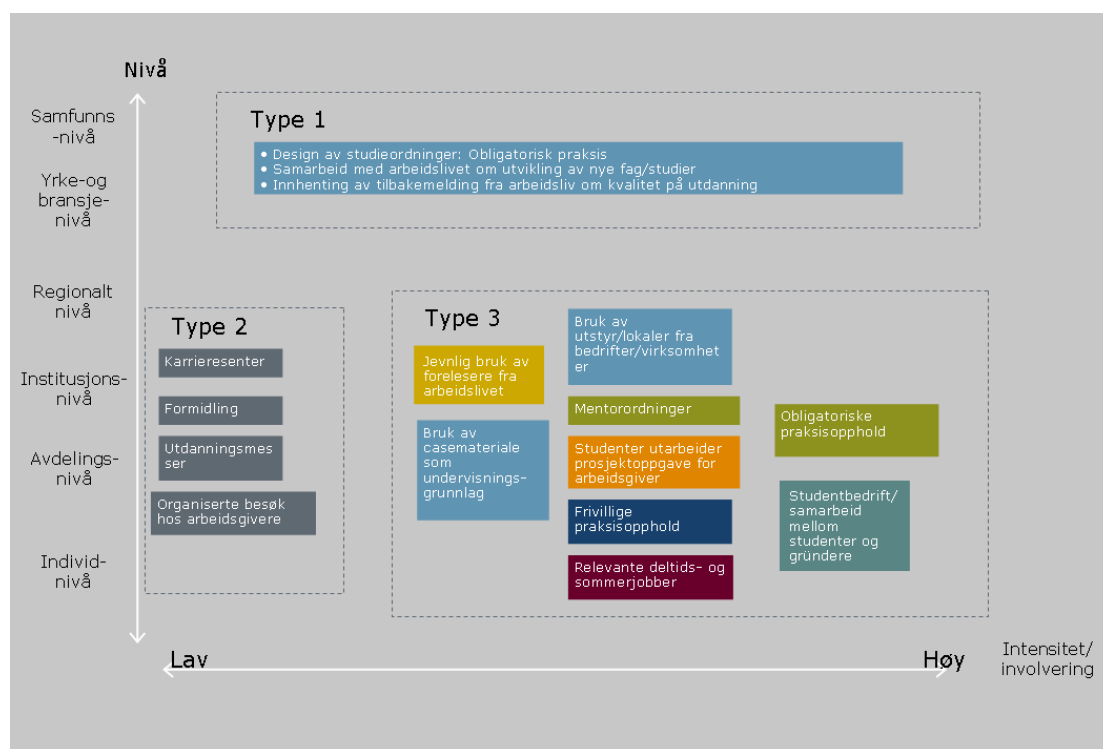 Nivå
Samfunns
-nivå
Yrke-og
bransje-
nivå
Regionalt
nivå
Institusjons-
nivå
Avdelings-
nivå
Individ-
nivå
Type 1
• Design av studieordninger: Obligatorisk praksis
• Samarbeid med arbeidslivet om utvikling av nye fag/studier
• Innhenting av tilbakemelding fra arbeidsliv om kvalitet på utdanning
Type 2
Karrieresenter
Formidling
Utdanningsmes
ser
Organiserte besøk
hos arbeidsgivere
Type 3
Jevnlig bruk av
forelesere fra
arbeidslivet
Bruk av
casemateriale
som
undervisnings-
grunnlag
Bruk av
utstyr/lokaler fra
bedrifter/virksomhet
er
Mentorordninger
Studenter utarbeider
prosjektoppgave for
arbeidsgiver
Frivillige
praksisopphold
Relevante deltids- og
sommerjobber
Obligatoriske
praksisopphold
Studentbedrift/
samarbeid
mellom
studenter og
gründere
Lav
Høy
Intensitet/
involvering